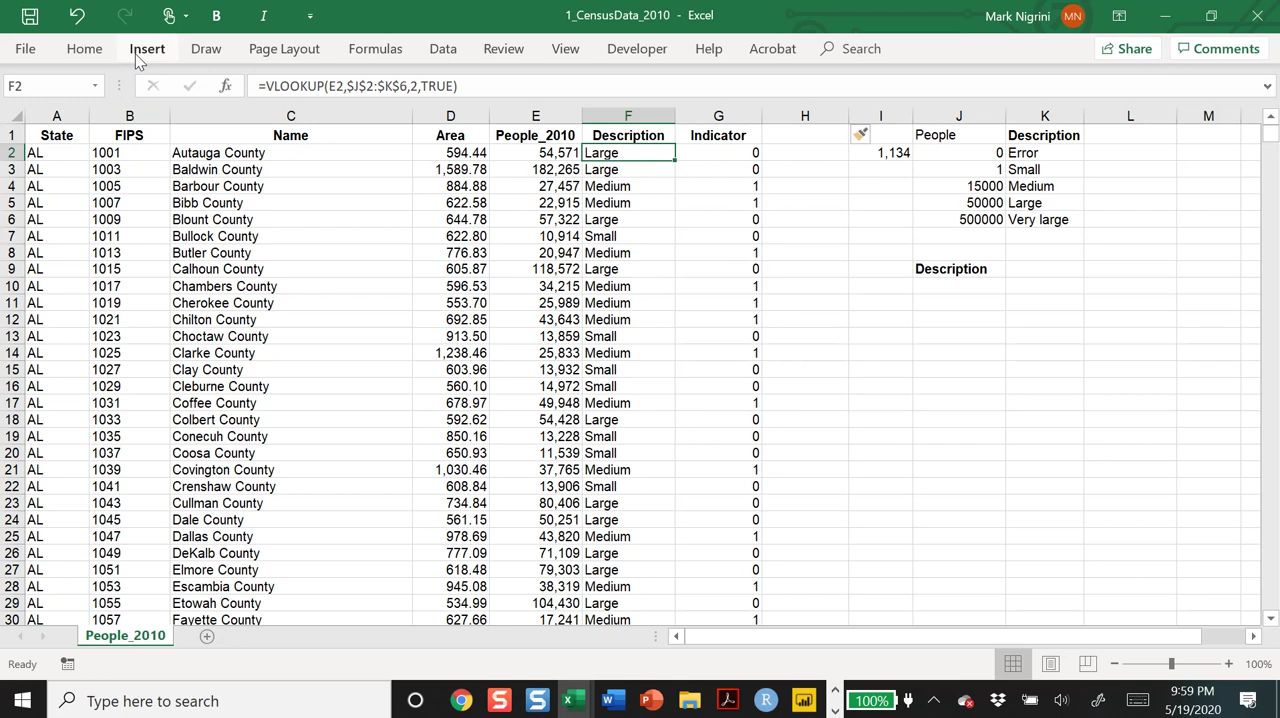 1_CensusData_2010 - Excel
Mark Nigrini MN
File Home Insert Draw Page Layout Formulas Data Review View Developer Help Acrobat Search Share Comments
F2 fx =VLOOKUP(E2,$J$2:$K$6,2,TRUE)
A B C D E F G H I J K L M
1 State FIPS Name Area People_2010 Description Indicator People Description
2 AL 1001 Autauga County 594.44 54,571 Large 0 1,134 0 Error
3 AL 1003 Baldwin County 1,589.78 182,265 Large 0 1 Small
4 AL 1005 Barbour County 884.88 27,457 Medium 1 15000 Medium
5 AL 1007 Bibb County 622.58 22,915 Medium 1 50000 Large
6 AL 1009 Blount County 644.78 57,322 Large 0 500000 Very large
7 AL 1011 Bullock County 622.80 10,914 Small 0
8 AL 1013 Butler County 776.83 20,947 Medium 1
9 AL 1015 Calhoun County 605.87 118,572 Large 0 Description
10 AL 1017 Chambers County 596.53 34,215 Medium 1
11 AL 1019 Cherokee County 553.70 25,989 Medium 1
12 AL 1021 Chilton County 692.85 43,643 Medium 1
13 AL 1023 Choctaw County 913.50 13,859 Small 0
14 AL 1025 Clarke County 1,238.46 25,833 Medium 1
15 AL 1027 Clay County 603.96 13,932 Small 0
16 AL 1029 Cleburne County 560.10 14,972 Small 0
17 AL 1031 Coffee County 678.97 49,948 Medium 1
18 AL 1033 Colbert County 592.62 54,428 Large 0
19 AL 1035 Conecuh County 850.16 13,228 Small 0
20 AL 1037 Coosa County 650.93 11,539 Small 0
21 AL 1039 Covington County 1,030.46 37,765 Medium 1
22 AL 1041 Crenshaw County 608.84 13,906 Small 0
23 AL 1043 Cullman County 734.84 80,406 Large 0
24 AL 1045 Dale County 561.15 50,251 Large 0
25 AL 1047 Dallas County 978.69 43,820 Medium 1
26 AL 1049 DeKalb County 777.09 71,109 Large 0
27 AL 1051 Elmore County 618.48 79,303 Large 0
28 AL 1053 Escambia County 945.08 38,319 Medium 1
29 AL 1055 Etowah County 534.99 104,430 Large 0
30 AL 1057 Fayette County 627.66 17,241 Medium 1
People_2010
Ready 100%
Type here to search 100% 9:59 PM
5/19/2020